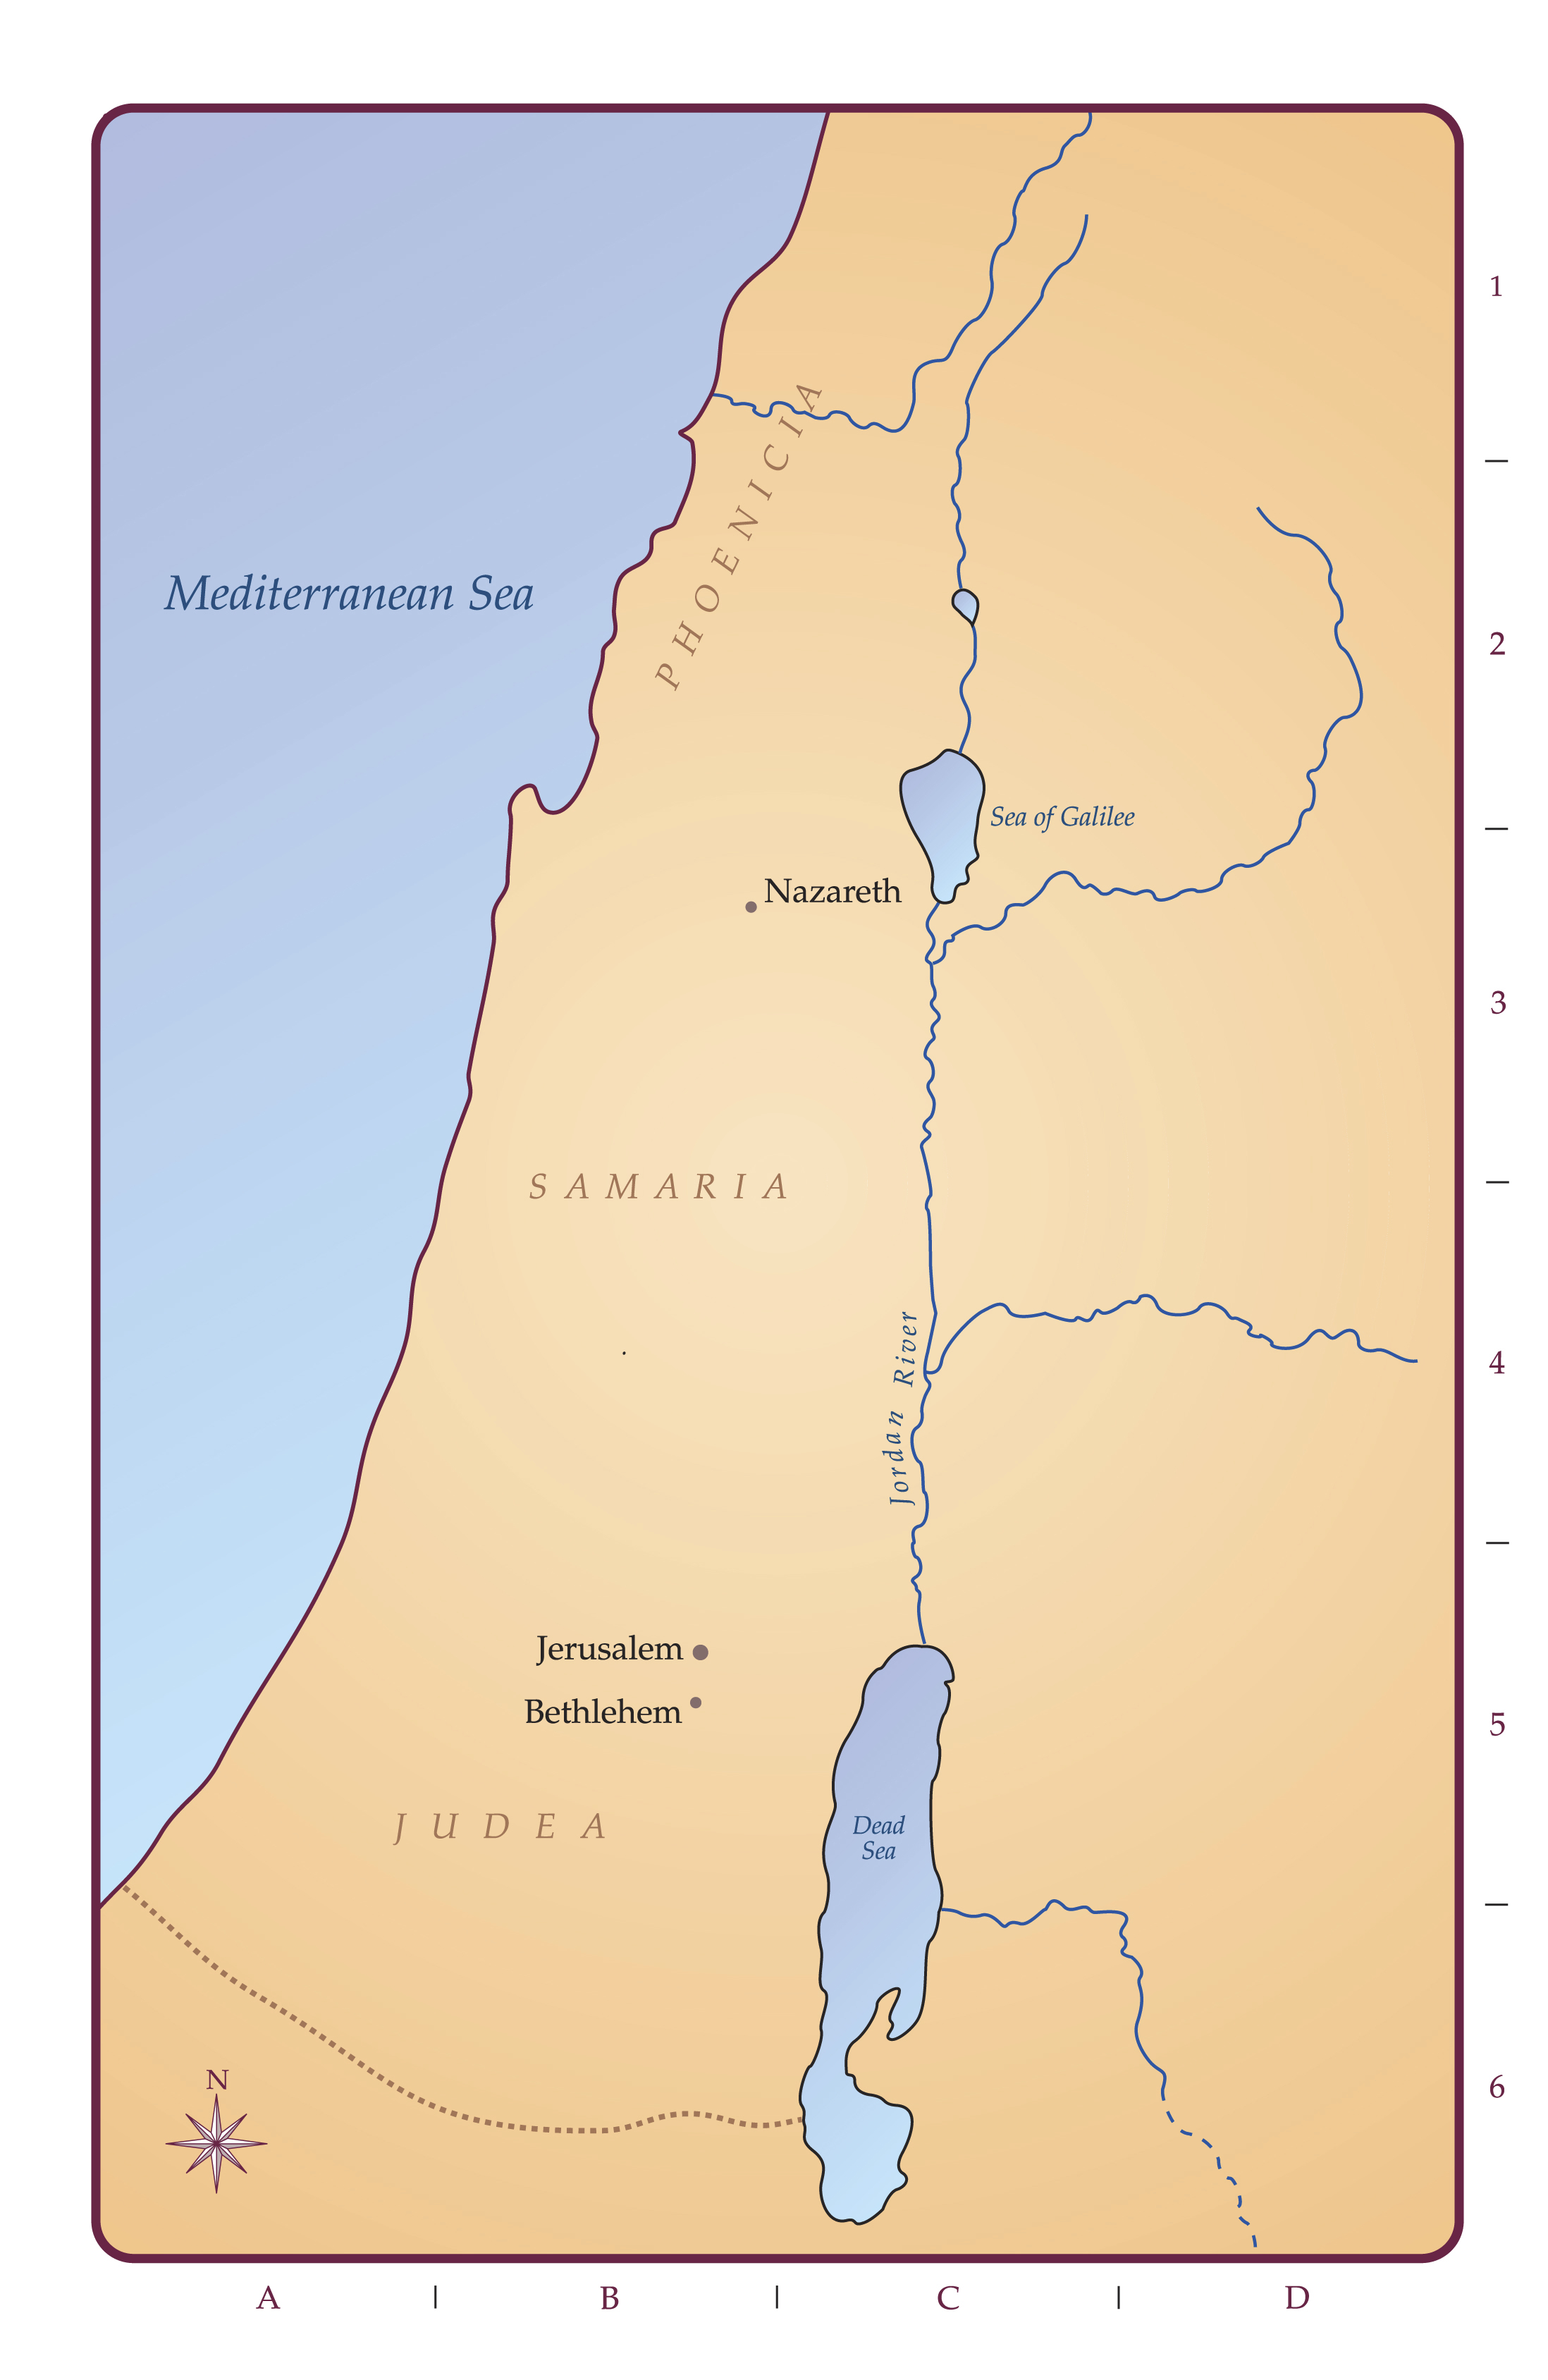 1
PHOENICIA
Mediterranean Sea
2
Sea of Galilee
Nazareth
3
SAMARIA
Jordan River
4
Jerusalem
Bethlehem
5
JUDEA
Dead
Sea
N
6
A
B
C
D